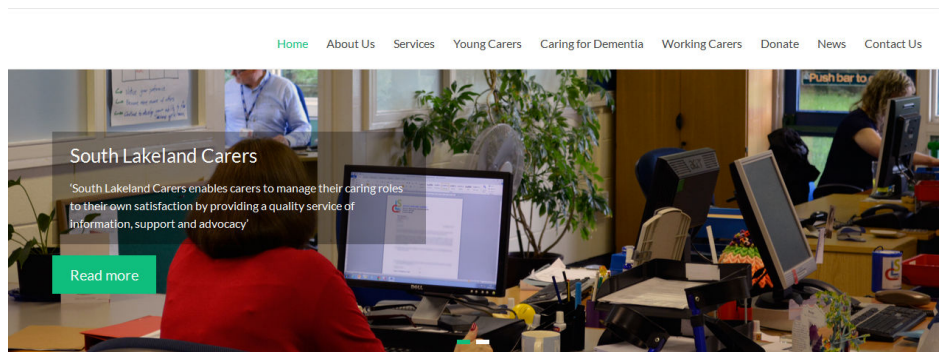 Home About Us Services Young Carers Caring for Dementia Working Carers Donate News Contact Us
Push bar to
South Lakeland Carers
'South Lakeland Carers enables carers to manage their caring roles
to their own satisfaction by providing a quality service of
information, support and advocacy'
Read more
DELL